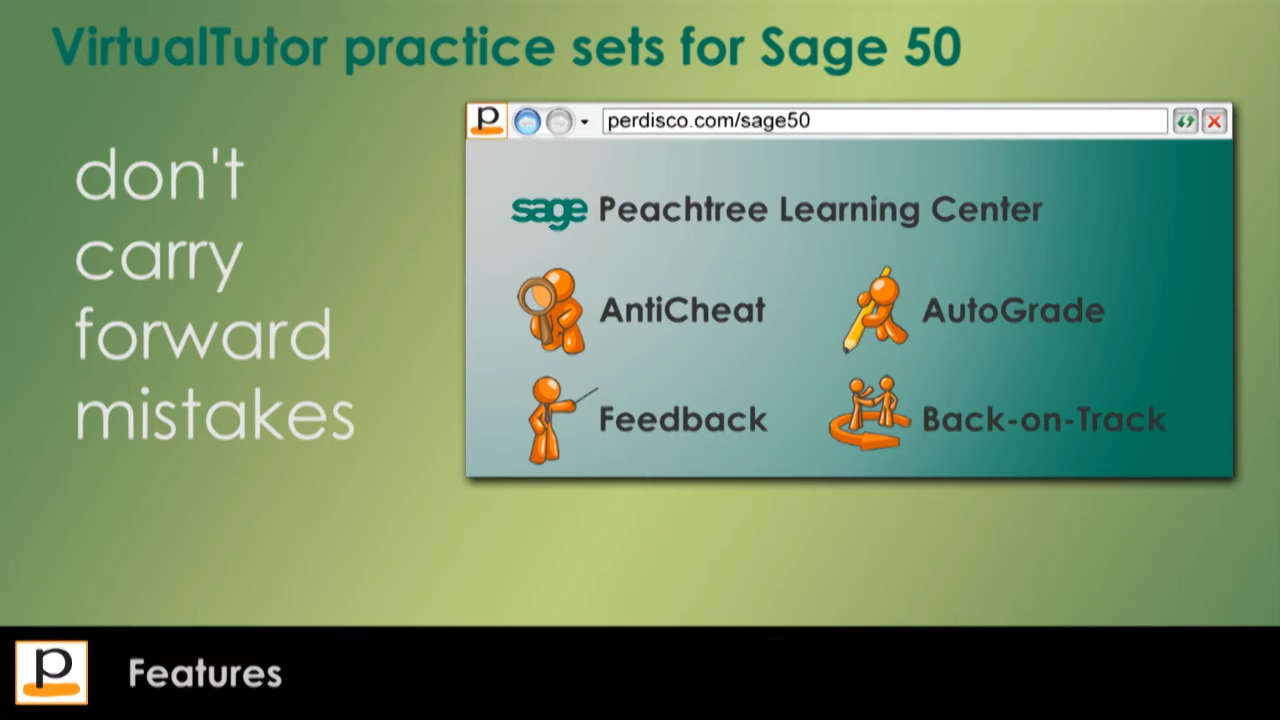 VirtualTutor practice sets for Sage 50
don't
carry
forward
mistakes
p
perdisco.com/sage50
sage Peachtree Learning Center
AntiCheat
AutoGrade
Feedback
Back-on-Track
p
Features